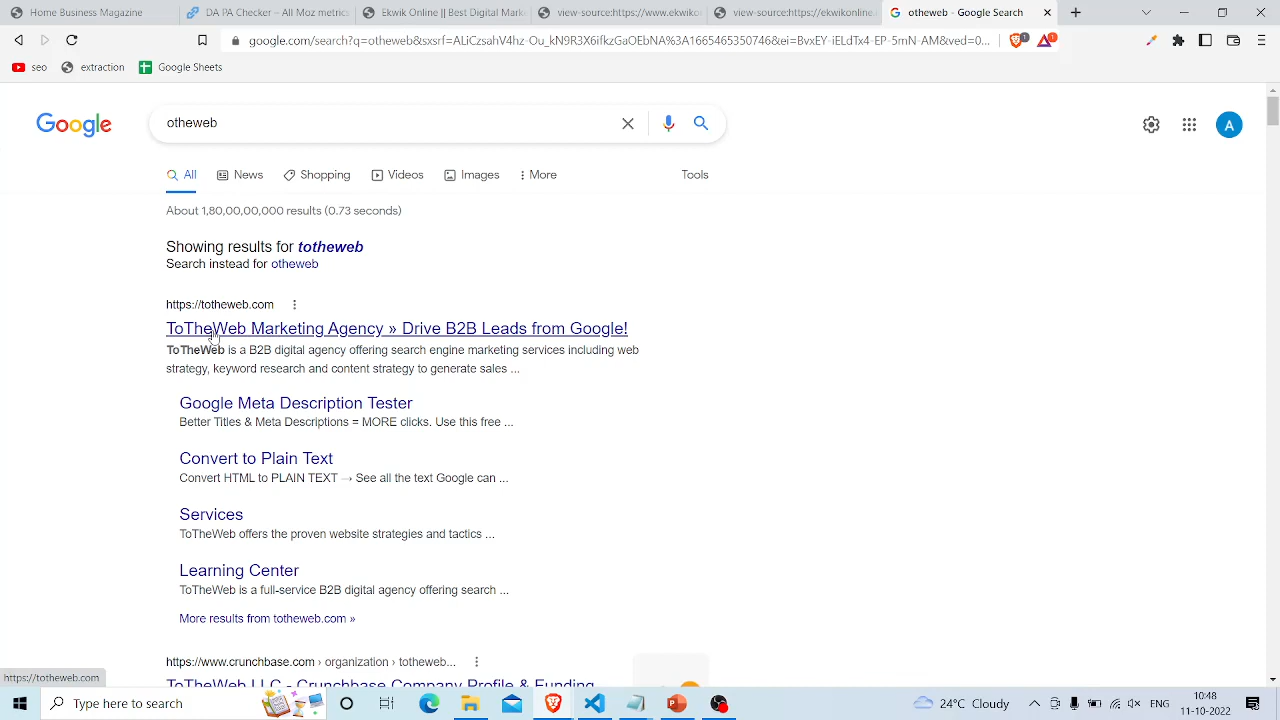 Home Business Magazine
DA PA Checker – All Moz metrics
Ekwik Online || Best Digital Mark
view-source:https://www.ekwiko
view-source:https://ekwikonline.
otheweb - Google Search
google.com/search?q=otheweb&sxsrf=ALiCzsahV4hz-Ou_kN9R3X6ifkzGaOEbNA%3A1665465350746&ei=BvxEY-iELdTx4-EP-5mN-AM&ved=0...
1
1
seo
extraction
Google Sheets
Google
otheweb
A
All
News
Shopping
Videos
Images
More
Tools
About 1,80,00,00,000 results (0.73 seconds)
Showing results for totheweb
Search instead for otheweb
https://totheweb.com
ToTheWeb Marketing Agency » Drive B2B Leads from Google!
ToTheWeb is a B2B digital agency offering search engine marketing services including web
strategy, keyword research and content strategy to generate sales ...
Google Meta Description Tester
Better Titles & Meta Descriptions = MORE clicks. Use this free ...
Convert to Plain Text
Convert HTML to PLAIN TEXT → See all the text Google can ...
Services
ToTheWeb offers the proven website strategies and tactics ...
Learning Center
ToTheWeb is a full-service B2B digital agency offering search ...
More results from totheweb.com »
https://www.crunchbase.com › organization › totheweb...
ToTheWeb LLC - Crunchbase Company Profile & Funding
https://totheweb.com
Type here to search
24°C Cloudy
ENG
10:48
11-10-2022